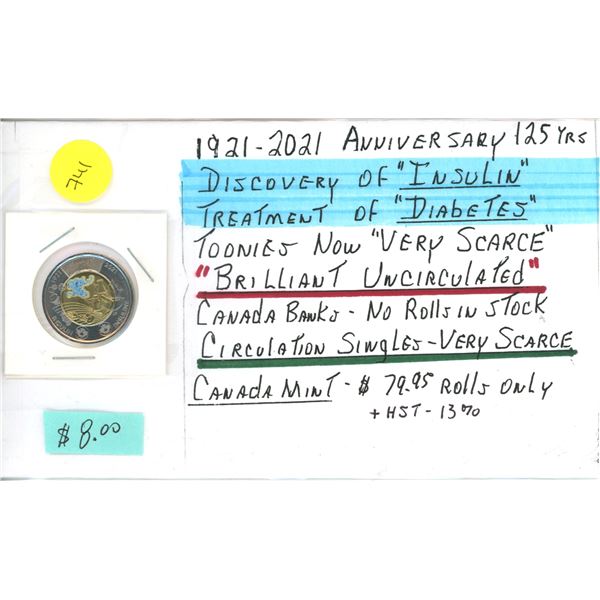 1921-2021 ANNIVERSARY 125 YRS
DISCOVERY OF "INSULIN"
TREATMENT OF "DIABETES"
TOONIES NOW "VERY SCARCE"
"BRILLIANT UNCIRCULATED"
CANADA BANKS - NO ROLLS IN STOCK
CIRCULATION SINGLES - VERY SCARCE
CANADA MINT - $ 79.95 ROLLS ONLY
+ HST - 13%
741
$ 8.00